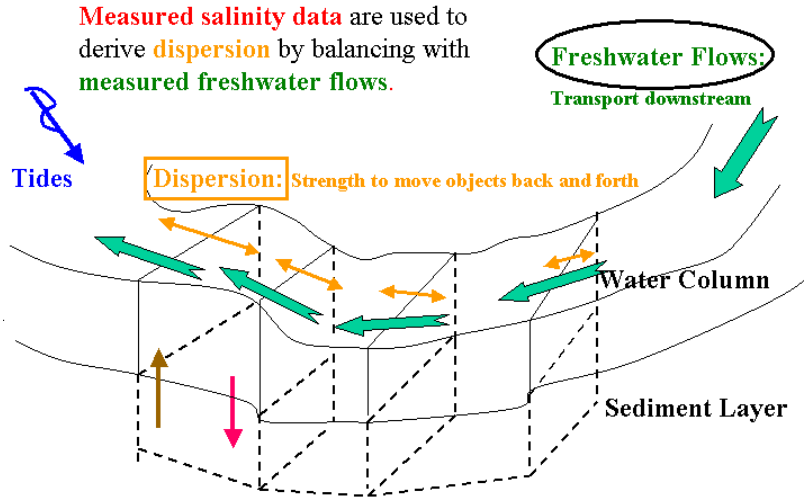 Measured salinity data are used to
derive dispersion by balancing with
measured freshwater flows.
Freshwater Flows:
Transport downstream
Tides
Dispersion: Strength to move objects back and forth
Water Column
Sediment Layer